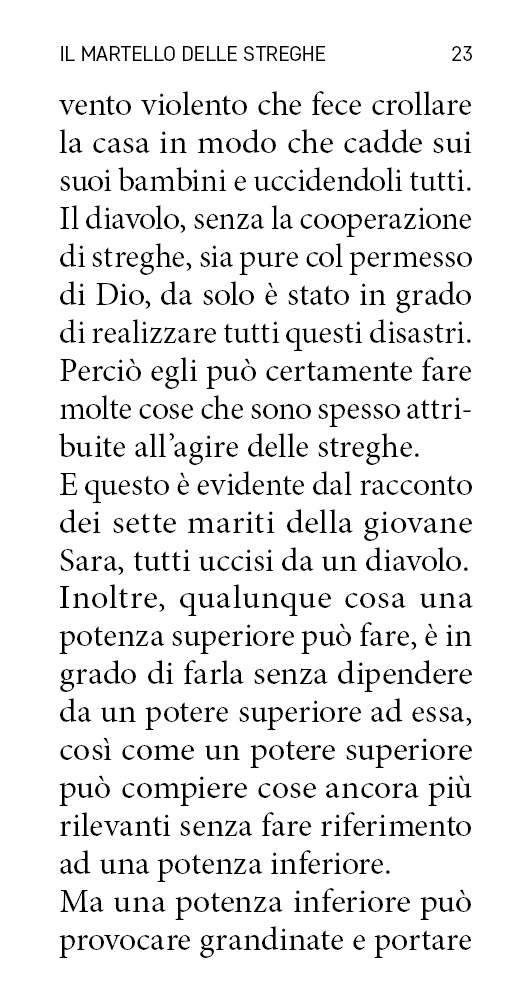 IL MARTELLO DELLE STREGHE 23
vento violento che fece crollare
la casa in modo che cadde sui
suoi bambini e uccidendoli tutti.
Il diavolo, senza la cooperazione
di streghe, sia pure col permesso
di Dio, da solo è stato in grado
di realizzare tutti questi disastri.
Perciò egli può certamente fare
molte cose che sono spesso attri-
buite all’agire delle streghe.
E questo è evidente dal racconto
dei sette mariti della giovane
Sara, tutti uccisi da un diavolo.
Inoltre, qualunque cosa una
potenza superiore può fare, è in
grado di farla senza dipendere
da un potere superiore ad essa,
così come un potere superiore
può compiere cose ancora più
rilevanti senza fare riferimento
ad una potenza inferiore.
Ma una potenza inferiore può
provocare grandinate e portare